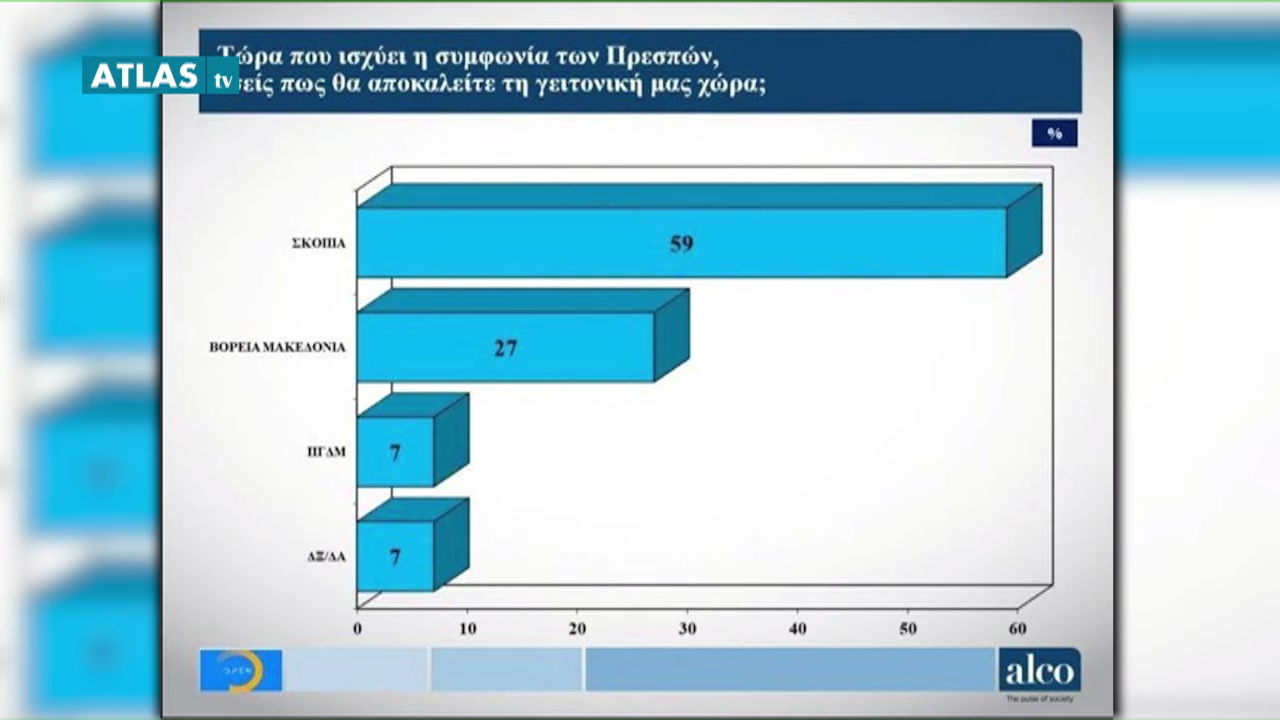 Τώρα που ισχύει η συμφωνία των Πρεσπών,
εσείς πως θα αποκαλείτε τη γειτονική μας χώρα;
ATLAS tv
%
ΣΚΟΠΙΑ
59
ΒΟΡΕΙΑ ΜΑΚΕΔΟΝΙΑ
27
ΠΓΔΜ
7
ΔΞ/ΔΑ
7
0 10 20 30 40 50 60
OPEN
alco
The pulse of society